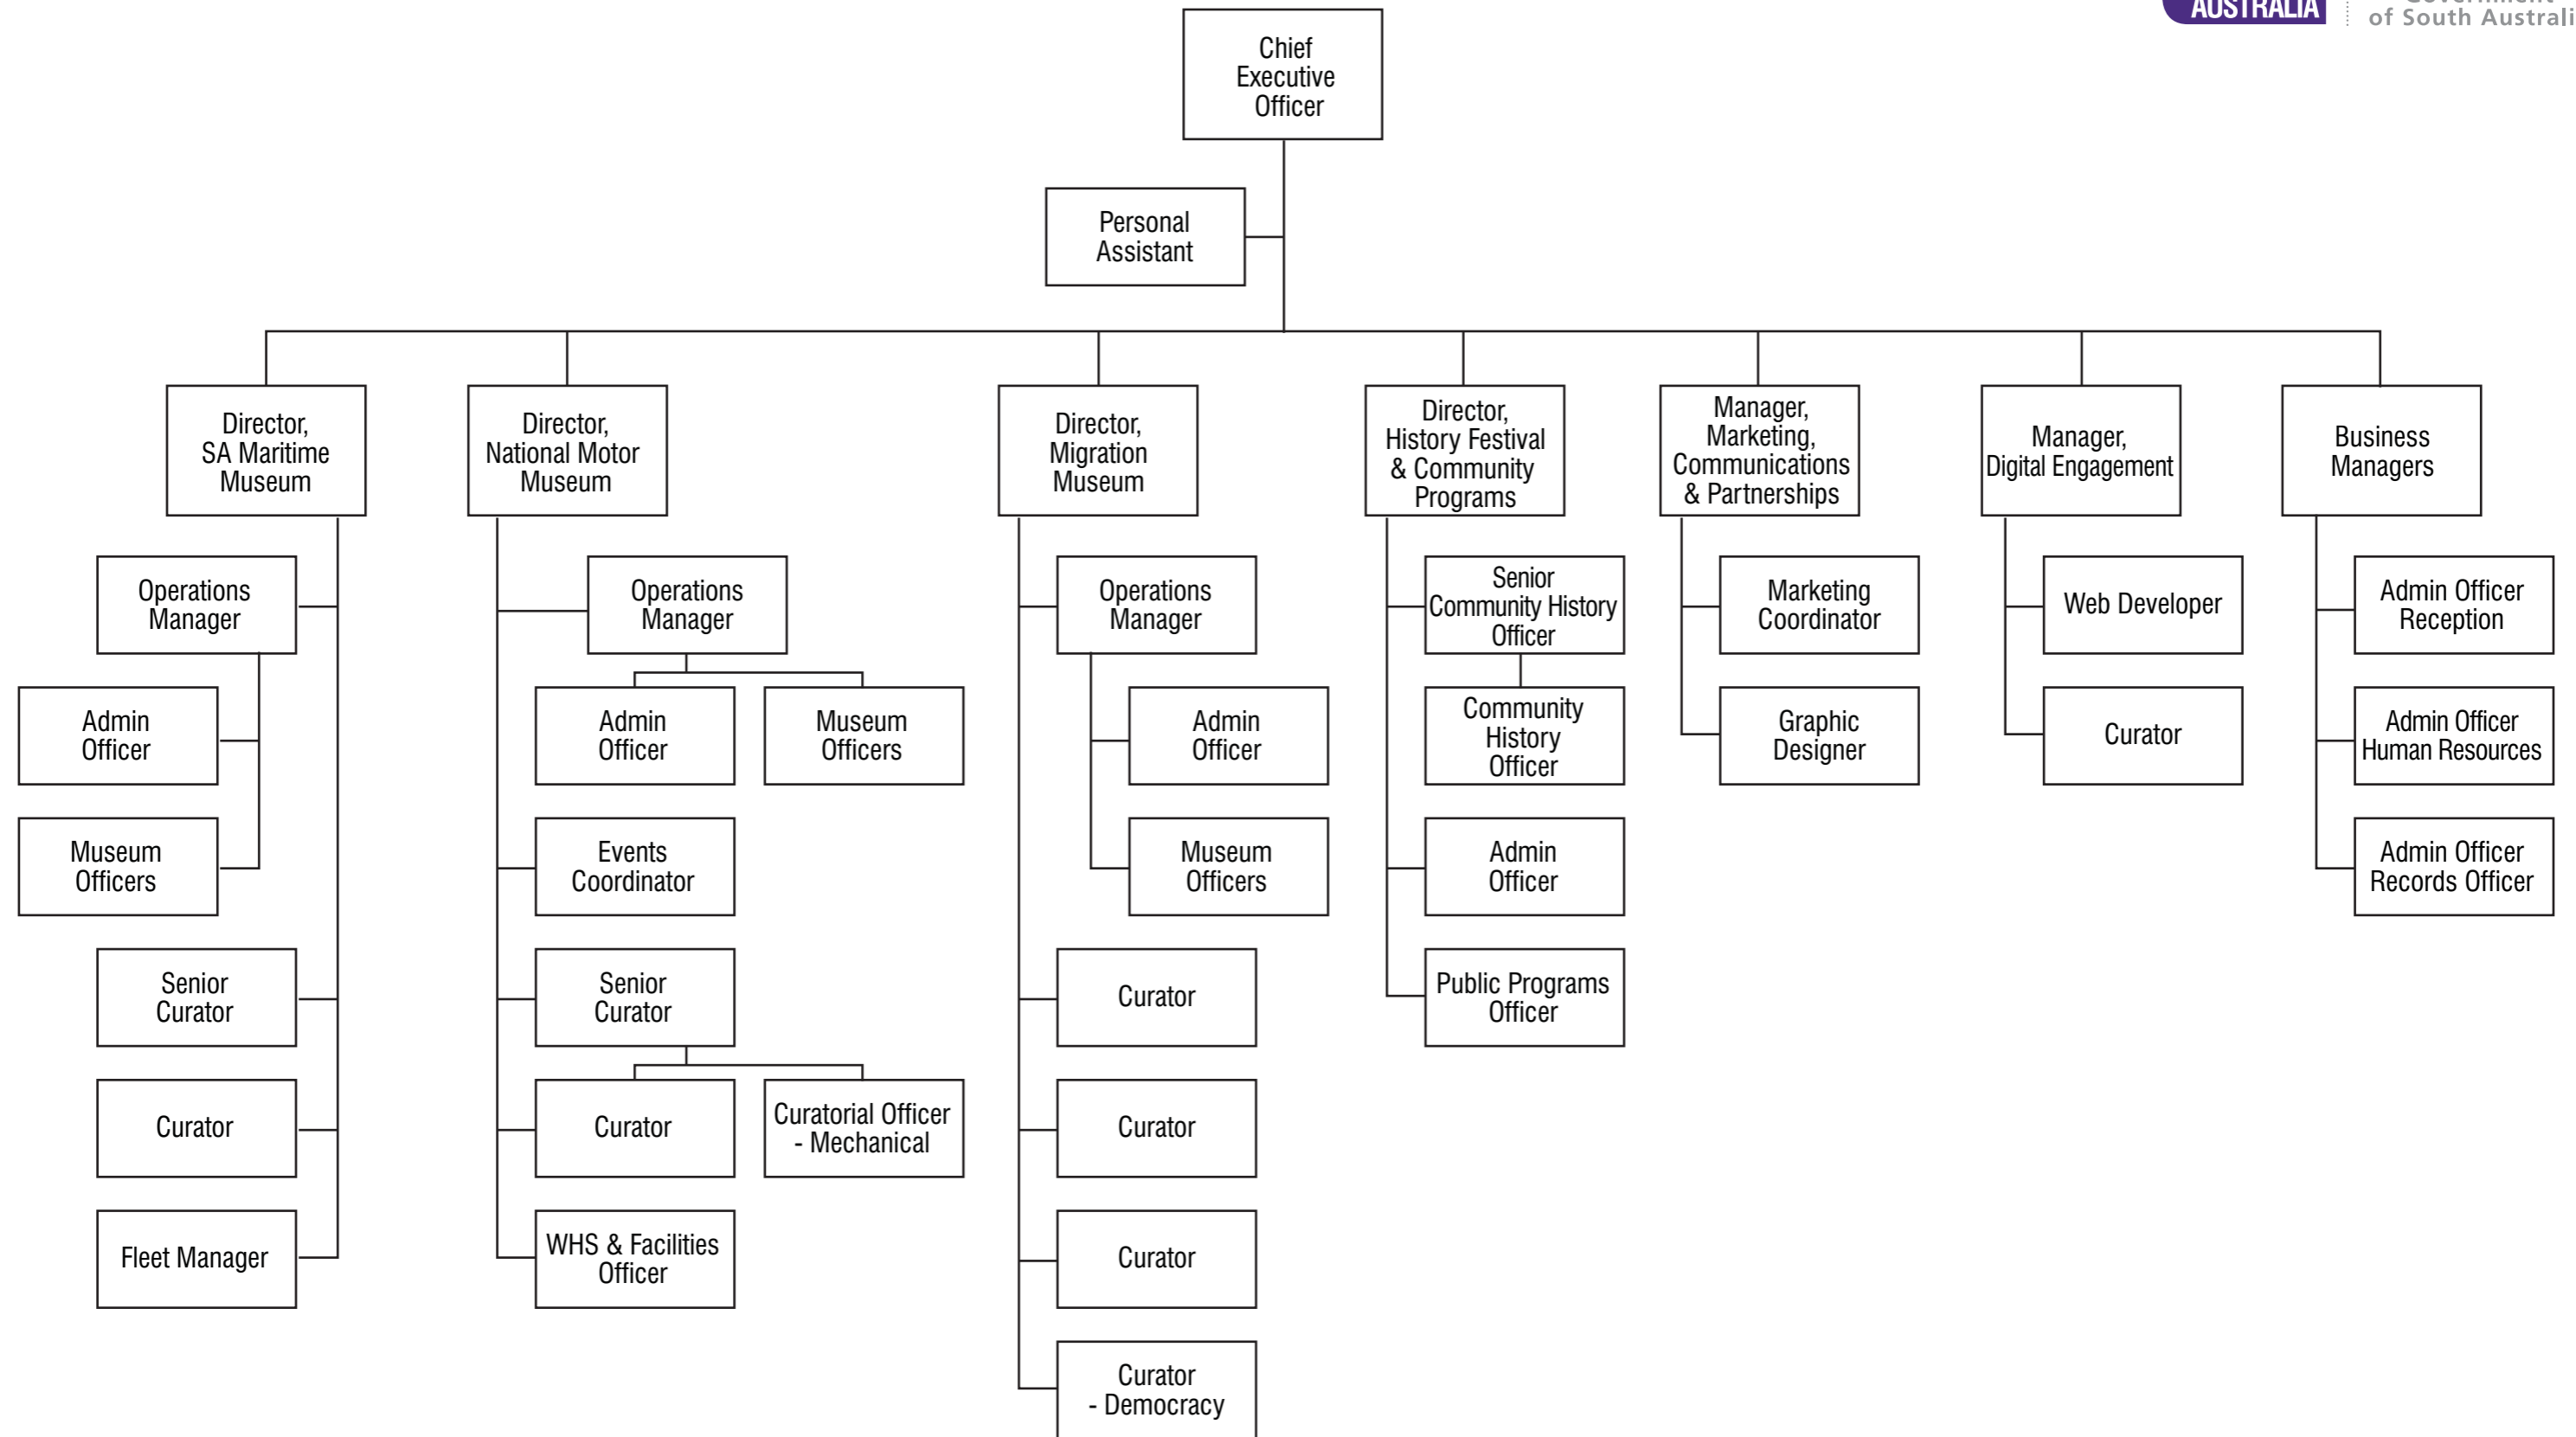 AUSTRALIA
of South Australi
Chief
Executive
Officer
Personal
Assistant
Director,
SA Maritime
Museum
Director,
National Motor
Museum
Director,
Migration
Museum
Director,
History Festival
& Community
Programs
Manager,
Marketing,
Communications
& Partnerships
Manager,
Digital Engagement
Business
Managers
Operations
Manager
Admin
Officer
Museum
Officers
Senior
Curator
Curator
Fleet Manager
Operations
Manager
Admin
Officer
Museum
Officers
Events
Coordinator
Senior
Curator
Curator
Curatorial Officer
- Mechanical
WHS & Facilities
Officer
Operations
Manager
Admin
Officer
Museum
Officers
Curator
Curator
Curator
Curator
- Democracy
Senior
Community History
Officer
Community
History
Officer
Admin
Officer
Public Programs
Officer
Marketing
Coordinator
Graphic
Designer
Web Developer
Curator
Admin Officer
Reception
Admin Officer
Human Resources
Admin Officer
Records Officer